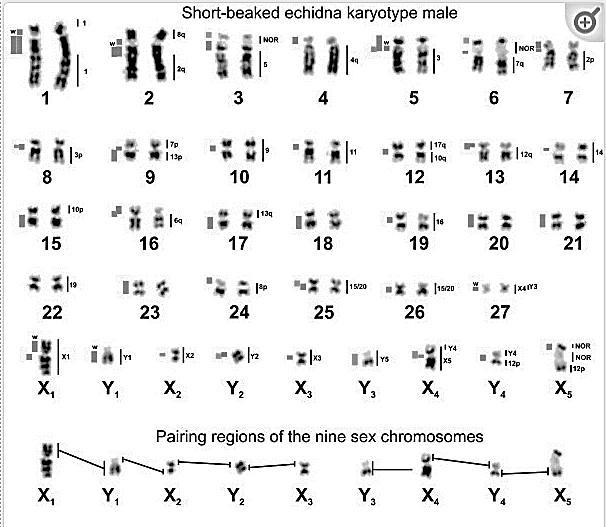 Short-beaked echidna karyotype male
w 1 1 w 8q 2q NOR 5 4q w 3 NOR 7q 2p
1 2 3 4 5 6 7
3p 7p 13p 9 11 17q 10q 12q 14
8 9 10 11 12 13 14
10p 6q 13q 16
15 16 17 18 19 20 21
19 8p 15/20 15/20 w X4/Y3
22 23 24 25 26 27
w X1 w Y1 X2 Y2 X3 Y5 Y4 X5 Y4 12p NOR NOR 12p
X1 Y1 X2 Y2 X3 Y3 X4 Y4 X5
Pairing regions of the nine sex chromosomes
X1 Y1 X2 Y2 X3 Y3 X4 Y4 X5